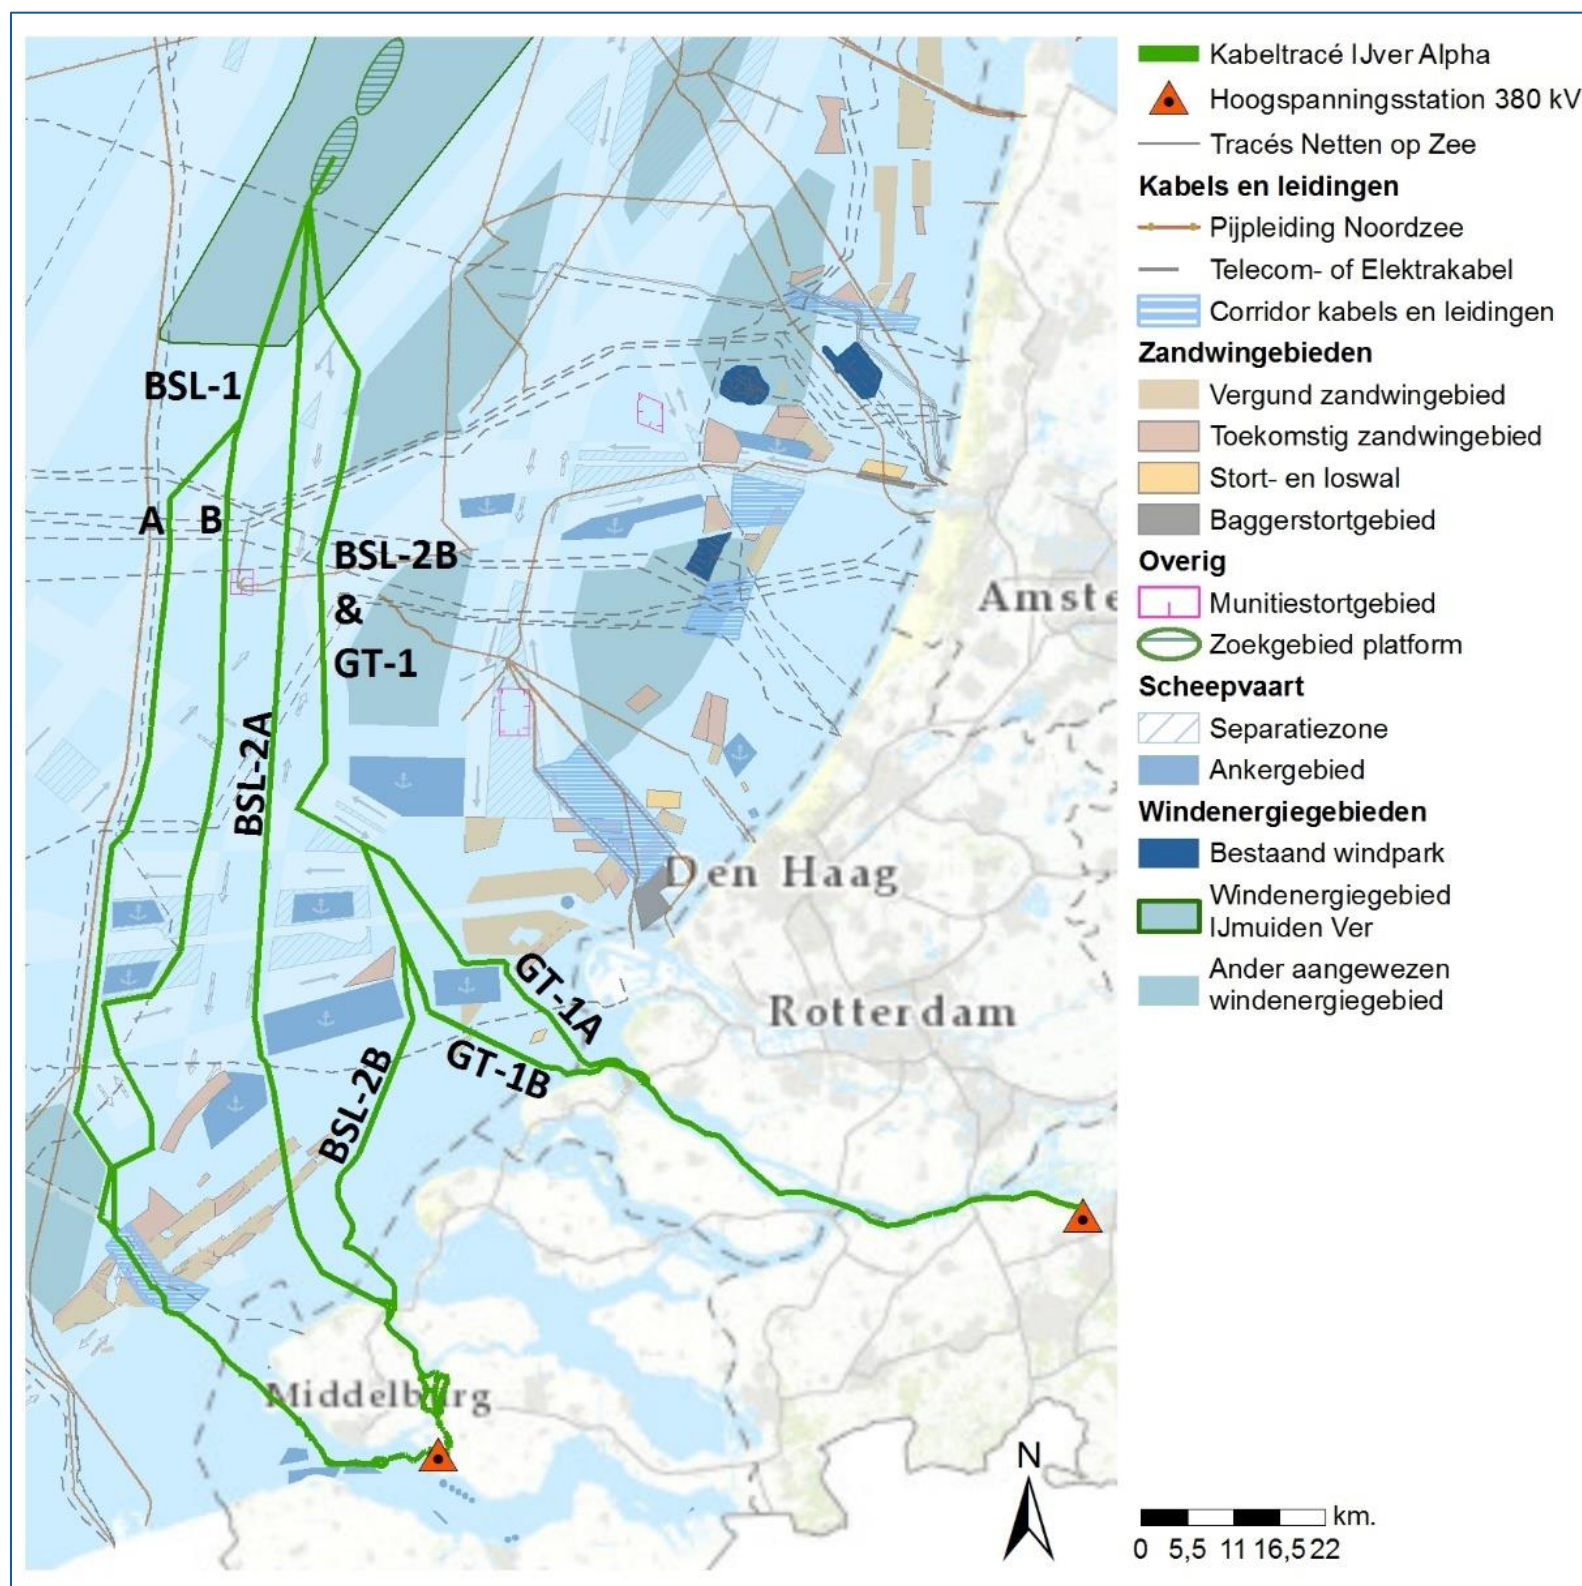 BSL-1
A
B
BSL-2B
&
GT-1
BSL-2A
BSL-2B
GT-1A
GT-1B
Amste
Den Haag
Rotterdam
N
Kabeltracé IJver Alpha
Hoogspanningsstation 380 kV
Tracés Netten op Zee
Kabels en leidingen
Pijpleiding Noordzee
Telecom- of Elektrakabel
Corridor kabels en leidingen
Zandwingebieden
Vergund zandwingebied
Toekomstig zandwingebied
Stort- en loswal
Baggerstortgebied
Overig
Munitiestortgebied
Zoekgebied platform
Scheepvaart
Separatiezone
Ankergebied
Windenergiegebieden
Bestaand windpark
Windenergiegebied
IJmuiden Ver
Ander aangewezen
windenergiegebied
km.
0 5,5 11 16,5 22